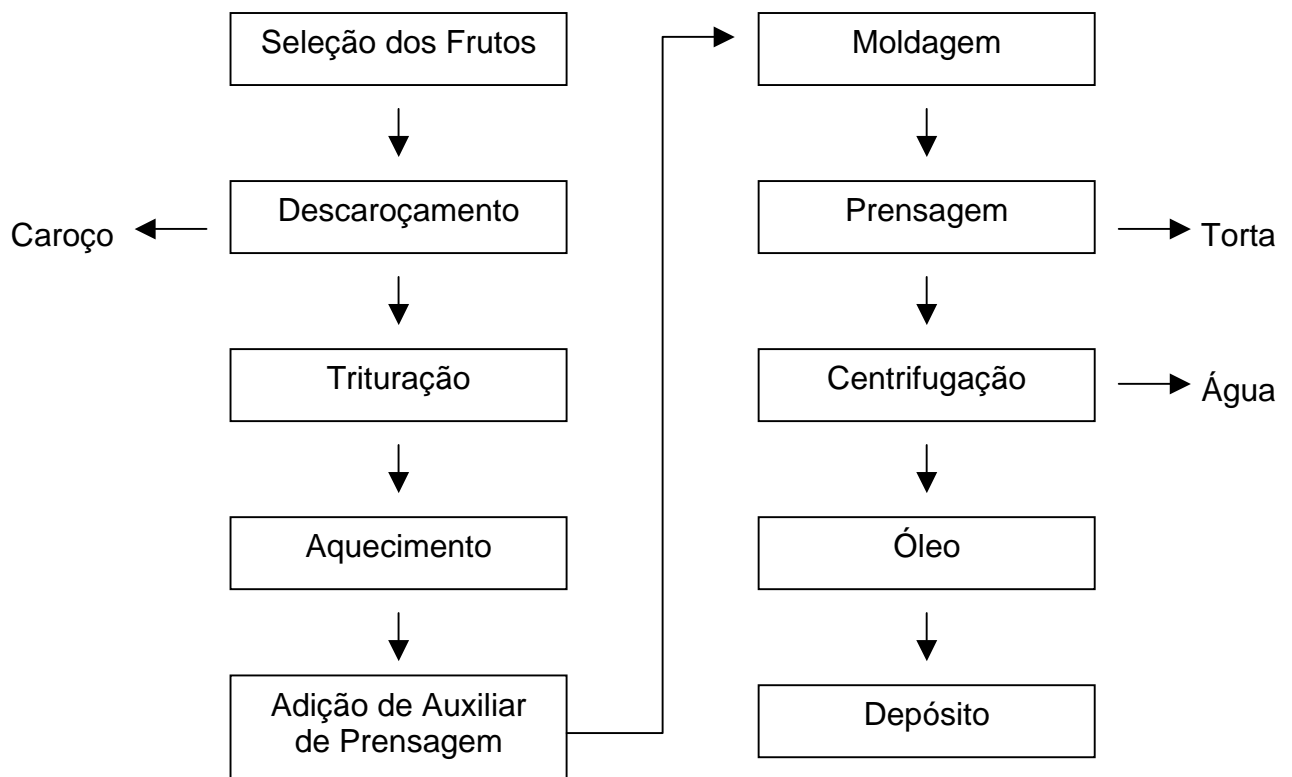 Seleção dos Frutos
Descaroçamento
Caroço
Trituração
Aquecimento
Adição de Auxiliar
de Prensagem
Moldagem
Prensagem
Torta
Centrifugação
Água
Óleo
Depósito